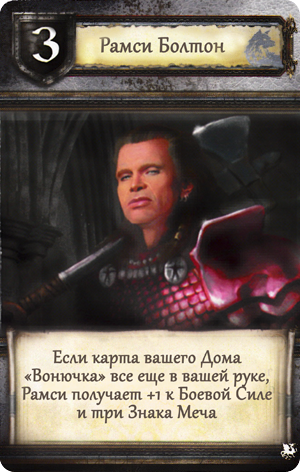 3
Рамси Болтон
Если карта вашего Дома
«Вонючка» все еще в вашей руке,
Рамси получает +1 к Боевой Силе
и три Знака Меча